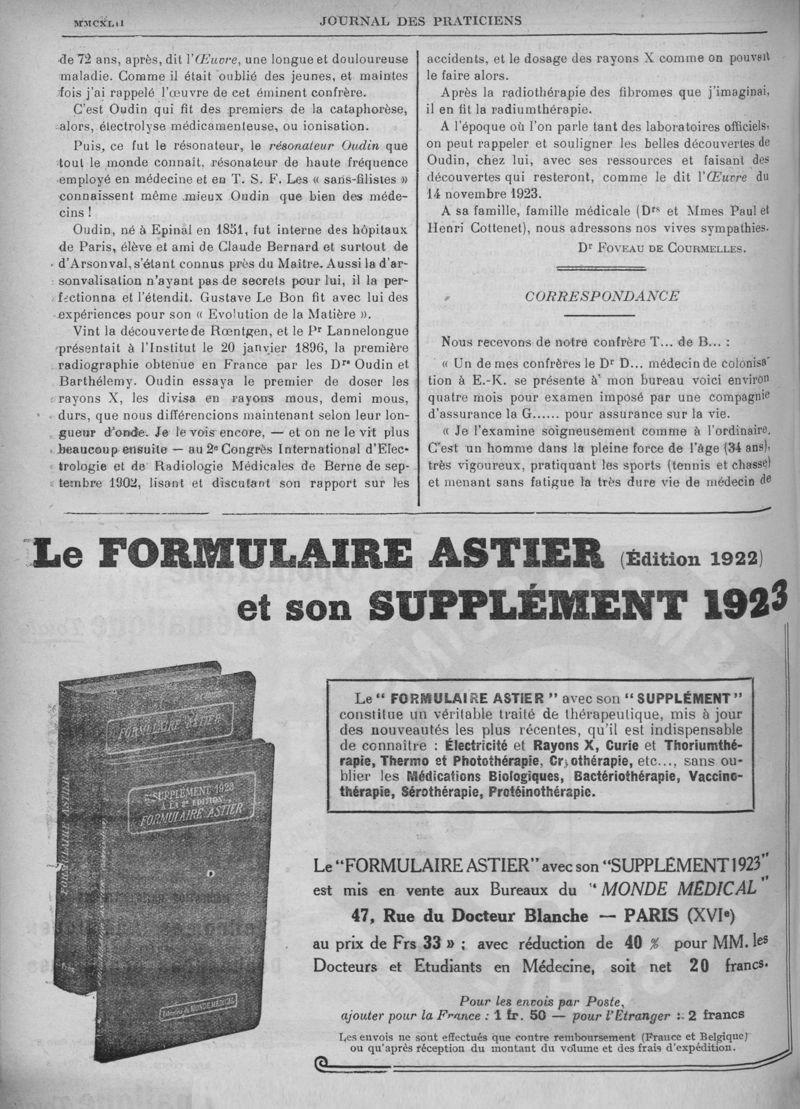 MMCXLII
JOURNAL DES PRATICIENS
de 72 ans, après, dit l'Œuvre, une longue et douloureuse
maladie. Comme il était oublié des jeunes, et maintes
fois j'ai rappelé l'œuvre de cet éminent confrère.
C'est Oudin qui fit des premiers de la cataphorèse,
alors, électrolyse médicamenteuse, ou ionisation.
Puis, ce fut le résonateur, le résonateur Oudin que
tout le monde connait, résonateur de haute fréquence
employé en médecine et en T. S. F. Les « sans-filistes »
connaissent même mieux Oudin que bien des méde-
cins !
Oudin, né à Epinal en 1851, fut interne des hôpitaux
de Paris, élève et ami de Claude Bernard et surtout de
d'Arsonval, s'étant connus près du Maître. Aussi la d'ar-
sonvalisation n'ayant pas de secrets pour lui, il la per-
fectionna et l'étendit. Gustave Le Bon fit avec lui des
expériences pour son « Evolution de la Matière ».
Vint la découverte de Rœntgen, et le Pr Lannelongue
présentait à l'Institut le 20 janvier 1896, la première
radiographie obtenue en France par les Drs Oudin et
Barthélemy. Oudin essaya le premier de doser les
rayons X, les divisa en rayons mous, demi mous,
durs, que nous différencions maintenant selon leur lon-
gueur d'onde. Je le vois encore, — et on ne le vit plus
beaucoup ensuite — au 2e Congrès International d'Elec-
trologie et de Radiologie Médicales de Berne de sep-
tembre 1902, lisant et discutant son rapport sur les
accidents, et le dosage des rayons X comme on pouvait
le faire alors.
Après la radiothérapie des fibromes que j'imaginai,
il en fit la radiumthérapie.
A l'époque où l'on parle tant des laboratoires officiels,
on peut rappeler et souligner les belles découvertes de
Oudin, chez lui, avec ses ressources et faisant des
découvertes qui resteront, comme le dit l'Œuvre du
14 novembre 1923.
A sa famille, famille médicale (Drs et Mmes Paul et
Henri Cottenet), nous adressons nos vives sympathies.
Dr FOVEAU DE COURMELLES.
CORRESPONDANCE
Nous recevons de notre confrère T... de B... :
« Un de mes confrères le Dr D... médecin de colonisa-
tion à E.-K. se présente à mon bureau voici environ
quatre mois pour examen imposé par une compagnie
d'assurance la G...... pour assurance sur la vie.
« Je l'examine soigneusement comme à l'ordinaire.
C'est un homme dans la pleine force de l'âge (34 ans),
très vigoureux, pratiquant les sports (tennis et chasse)
et menant sans fatigue la très dure vie de médecin de
Le FORMULAIRE ASTIER (Édition 1922)
et son SUPPLÉMENT 1923
FORMULAIRE ASTIER
SUPPLÉMENT 1923
A LA 2e EDITION
FORMULAIRE ASTIER
FORMULAIRE ASTIER
Editions du MONDE MÉDICAL
Le " FORMULAIRE ASTIER " avec son " SUPPLÉMENT "
constitue un véritable traité de thérapeutique, mis à jour
des nouveautés les plus récentes, qu'il est indispensable
de connaître : Électricité et Rayons X, Curie et Thoriumthé-
rapie, Thermo et Photothérapie, Cryothérapie, etc..., sans ou-
blier les Médications Biologiques, Bactériothérapie, Vaccino-
thérapie, Sérothérapie, Protéinothérapie.
Le "FORMULAIRE ASTIER" avec son "SUPPLÉMENT 1923"
est mis en vente aux Bureaux du "MONDE MÉDICAL"
47, Rue du Docteur Blanche — PARIS (XVIe)
au prix de Frs 33 » ; avec réduction de 40 % pour MM. les
Docteurs et Etudiants en Médecine, soit net 20 francs.
Pour les envois par Poste,
ajouter pour la France : 1 fr. 50 — pour l'Etranger : 2 francs
Les envois ne sont effectués que contre remboursement (France et Belgique)
ou qu'après réception du montant du volume et des frais d'expédition.